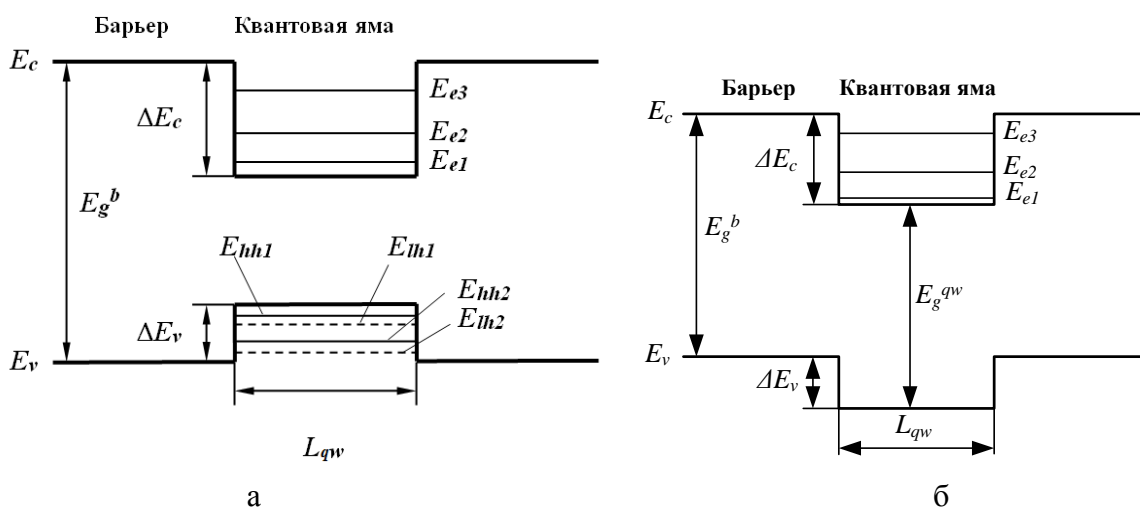 Барьер Квантовая яма
E_c
E_e3
ΔE_c
E_e2
E_e1
E_g^b
E_hh1 E_lh1
E_hh2
E_lh2
ΔE_v
E_v
L_qw
а
Барьер Квантовая яма
E_c
E_e3
ΔE_c
E_e2
E_e1
E_g^b
E_g^qw
E_v
ΔE_v
L_qw
б